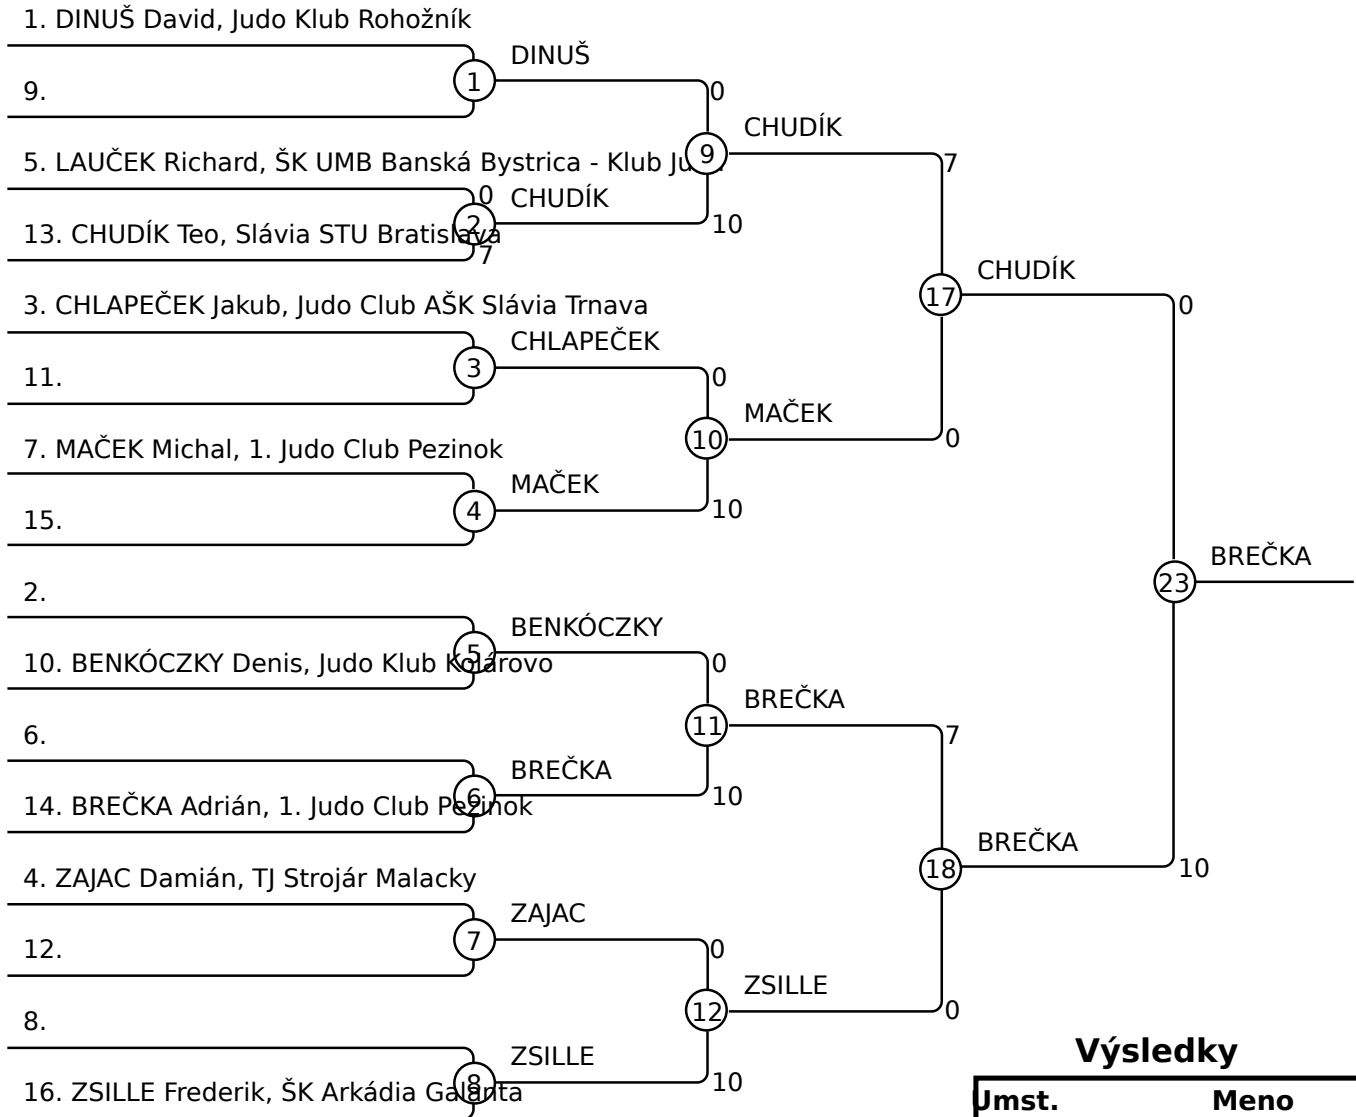 1. DINUŠ David, Judo Klub Rohožník
DINUŠ
1
9.
0
CHUDÍK
9
7
5. LAUČEK Richard, ŠK UMB Banská Bystrica - Klub
0
CHUDÍK
2
10
13. CHUDÍK Teo, Slávia STU Bratislava
7
CHUDÍK
17
0
3. CHLAPEČEK Jakub, Judo Club AŠK Slávia Trnava
CHLAPEČEK
3
11.
0
MAČEK
10
0
7. MAČEK Michal, 1. Judo Club Pezinok
MAČEK
4
10
15.
BREČKA
23
2.
BENKÓCZKY
5
10. BENKÓCZKY Denis, Judo Klub Kolárovo
0
BREČKA
11
7
6.
BREČKA
6
10
14. BREČKA Adrián, 1. Judo Club Pezinok
BREČKA
18
10
4. ZAJAC Damián, TJ Strojár Malacky
ZAJAC
7
12.
0
ZSILLE
12
0
8.
ZSILLE
8
10
16. ZSILLE Frederik, ŠK Arkádia Galanta
Výsledky
Umst. Meno